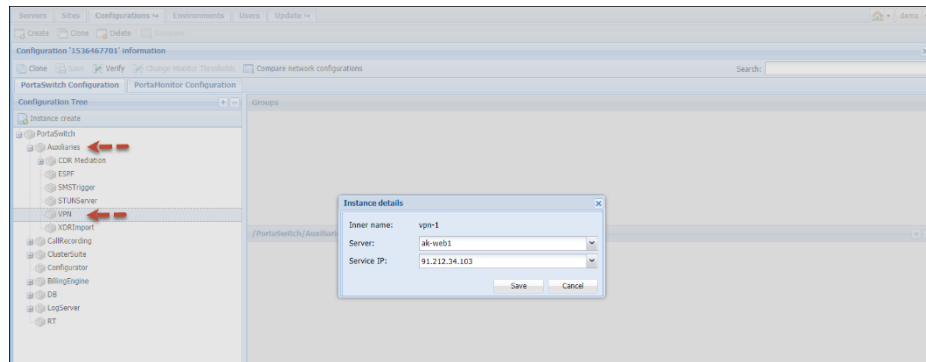 Servers Sites Configurations Environments Users Update
demo
Create Clone Delete Compare
Configuration '1536467701' information
Clone Save Verify Change Monitor Thresholds Compare network configurations Search:
PortaSwitch Configuration PortaMonitor Configuration
Configuration Tree Groups
Instance create
PortaSwitch
Auxiliaries
CDR Mediation
ESPF
SMSTrigger
STUNServer
VPN
XDRImport
CallRecording
ClusterSuite
Configurator
BillingEngine
DB
LogServer
RT
/PortaSwitch/Auxiliari
Instance details
Inner name: vpn-1
Server: ak-web1
Service IP: 91.212.34.103
Save Cancel